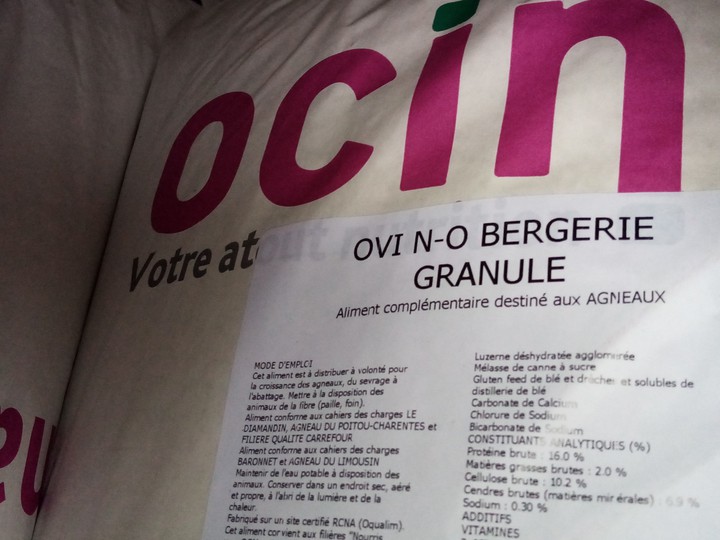 ocin
Votre atout
OVI N-O BERGERIE
GRANULE
Aliment complémentaire destiné aux AGNEAUX
MODE D'EMPLOI
Cet aliment est à distribuer à volonté pour
la croissance des agneaux, du sevrage à
l'abattage. Mettre à la disposition des
animaux de la fibre (paille, foin).
Aliment conforme aux cahiers des charges LE
DIAMANDIN, AGNEAU DU POITOU-CHARENTES et
FILIERE QUALITE CARREFOUR
Aliment conforme aux cahiers des charges
BARONNET et AGNEAU DU LIMOUSIN
Maintenir de l'eau potable à disposition des
animaux. Conserver dans un endroit sec, aéré
et propre, à l'abri de la lumière et de la
chaleur.
Fabriqué sur un site certifié RCNA (Oqualim).
Cet aliment convient aux filières "Nourris
Luzerne déshydratée agglomérée
Mélasse de canne à sucre
Gluten feed de blé et drêches et solubles de
distillerie de blé
Carbonate de Calcium
Chlorure de Sodium
Bicarbonate de Sodium
CONSTITUANTS ANALYTIQUES (%)
Protéine brute : 16.0 %
Matières grasses brutes : 2.0 %
Cellulose brute : 10.2 %
Cendres brutes (matières minérales) : 6.9 %
Sodium : 0.30 %
ADDITIFS
VITAMINES